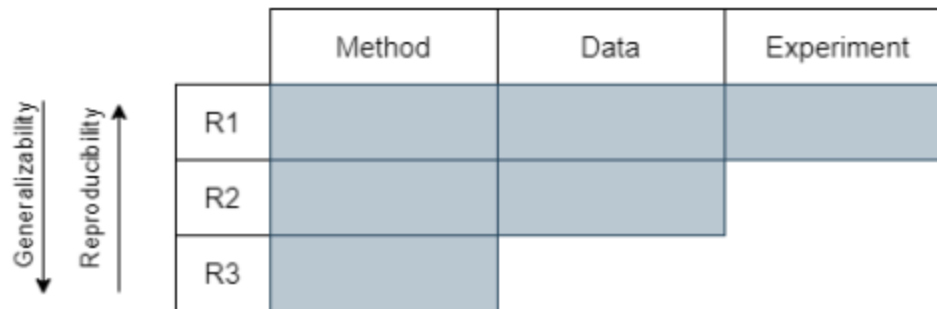 Method Data Experiment
Generalizability
Reproducibility
R1
R2
R3